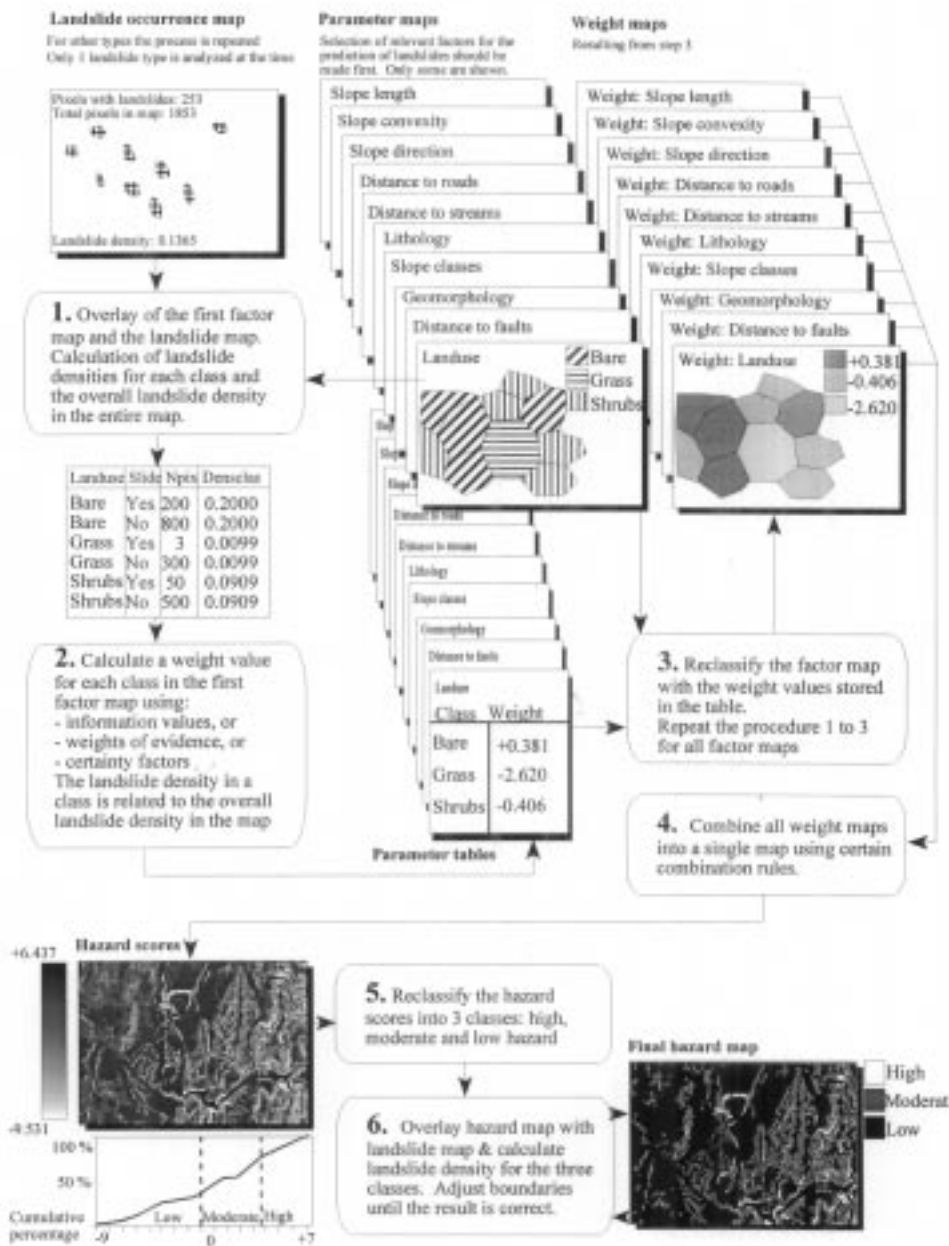 Landslide occurrence map
For other types the process is repeated
Only 1 landslide type is analyzed at the time
Pixels with landslides: 253
Total pixels in map: 1853
Landslide density: 0.1365
Parameter maps
Selection of relevant factors for the
prediction of landslides should be
made first. Only some are shown.
Slope length
Slope convexity
Slope direction
Distance to roads
Distance to streams
Lithology
Slope classes
Geomorphology
Distance to faults
Landuse
Bare
Grass
Shrubs
Weight maps
Resulting from step 3
Weight: Slope length
Weight: Slope convexity
Weight: Slope direction
Weight: Distance to roads
Weight: Distance to streams
Weight: Lithology
Weight: Slope classes
Weight: Geomorphology
Weight: Distance to faults
Weight: Landuse
+0.381
-0.406
-2.620
1. Overlay of the first factor
map and the landslide map.
Calculation of landslide
densities for each class and
the overall landslide density
in the entire map.
Landuse Slide Npix Densclas
Bare Yes 200 0.2000
Bare No 800 0.2000
Grass Yes 3 0.0099
Grass No 300 0.0099
Shrubs Yes 50 0.0909
Shrubs No 500 0.0909
2. Calculate a weight value
for each class in the first
factor map using:
- information values, or
- weights of evidence, or
- certainty factors
The landslide density in a
class is related to the overall
landslide density in the map
Distance to roads
Distance to streams
Lithology
Slope classes
Geomorphology
Distance to faults
Landuse
Class Weight
Bare +0.381
Grass -2.620
Shrubs -0.406
Parameter tables
3. Reclassify the factor map
with the weight values stored
in the table.
Repeat the procedure 1 to 3
for all factor maps
4. Combine all weight maps
into a single map using certain
combination rules.
Hazard scores
+6.437
-9.531
100 %
50 %
Cumulative
percentage
Low Moderate High
-9 0 +7
5. Reclassify the hazard
scores into 3 classes: high,
moderate and low hazard
6. Overlay hazard map with
landslide map & calculate
landslide density for the three
classes. Adjust boundaries
until the result is correct.
Final hazard map
High
Moderat
Low